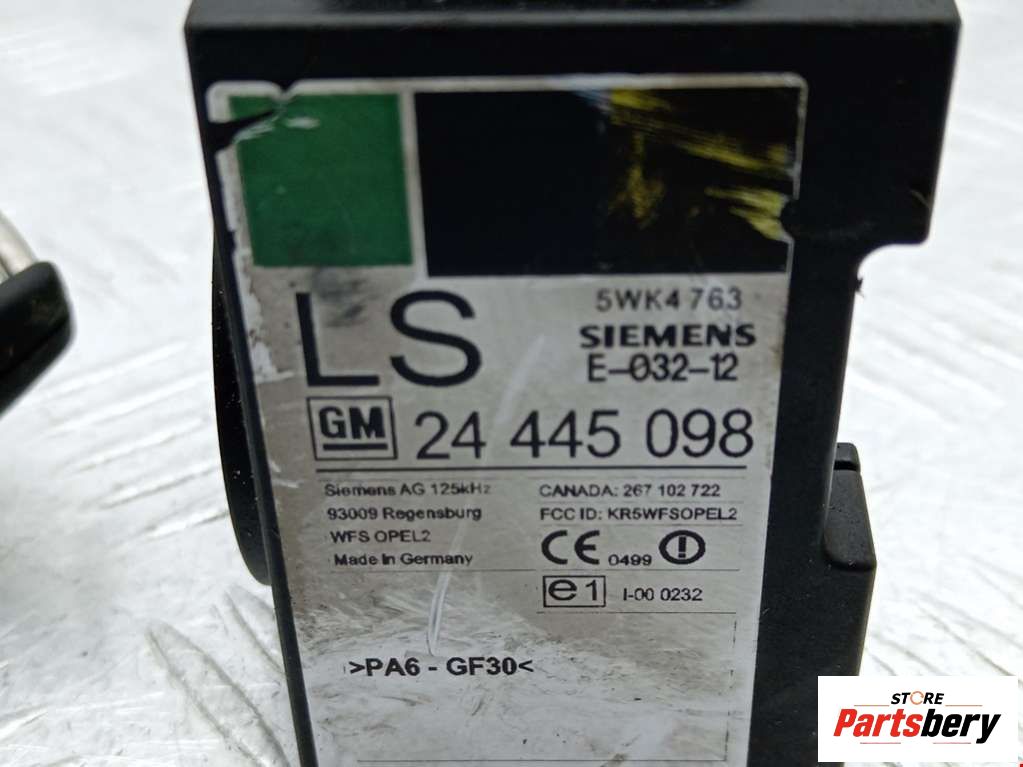 LS
5WK4 763
SIEMENS
E-032-12
GM 24 445 098
Siemens AG 125kHz
93009 Regensburg
WFS OPEL2
Made In Germany
CANADA: 267 102 722
FCC ID: KR5WFSOPEL2
CE 0499
e1 I-00 0232
>PA6 - GF30<
STORE
Partsbery